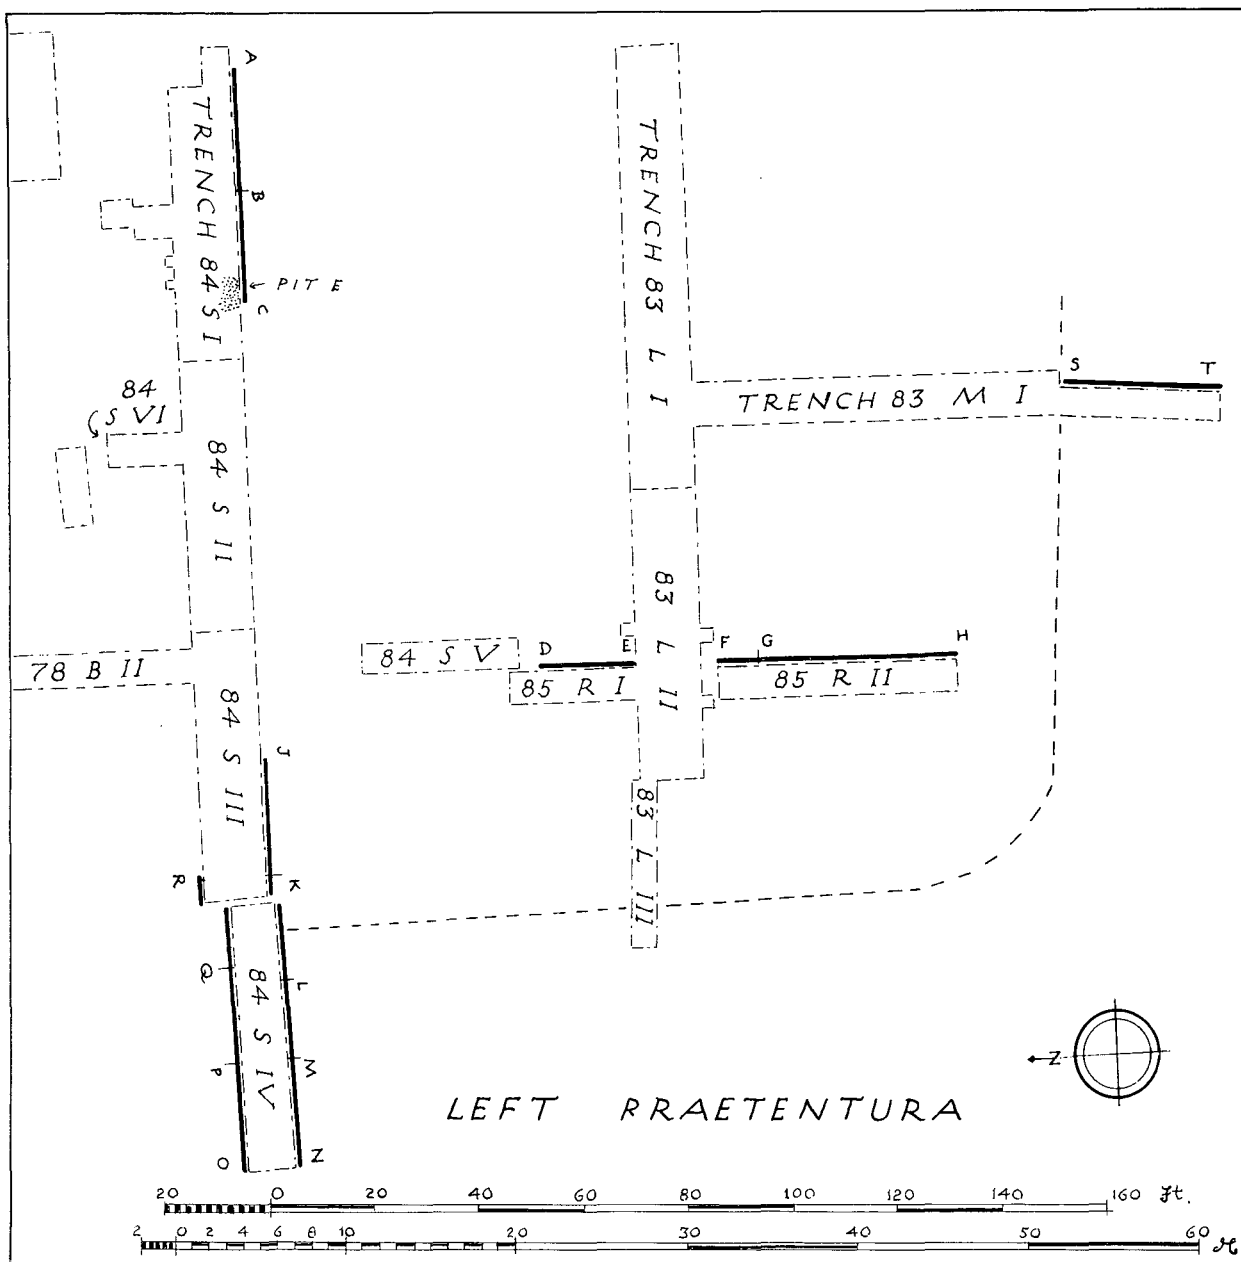 A
TRENCH 84 S I
B
← PIT E
C
TRENCH 83 L I
84
S VI
84 S II
S T
TRENCH 83 M I
83 L II
78 B II
84 S V
D E F G H
85 R I
85 R II
84 S III
J
83 L III
R
K
Q
L
84 S IV
P
M
O
N
Z
LEFT PRAETENTURA
20 0 20 40 60 80 100 120 140 160 Ft.
2 0 2 4 6 8 10 20 30 40 50 60 M